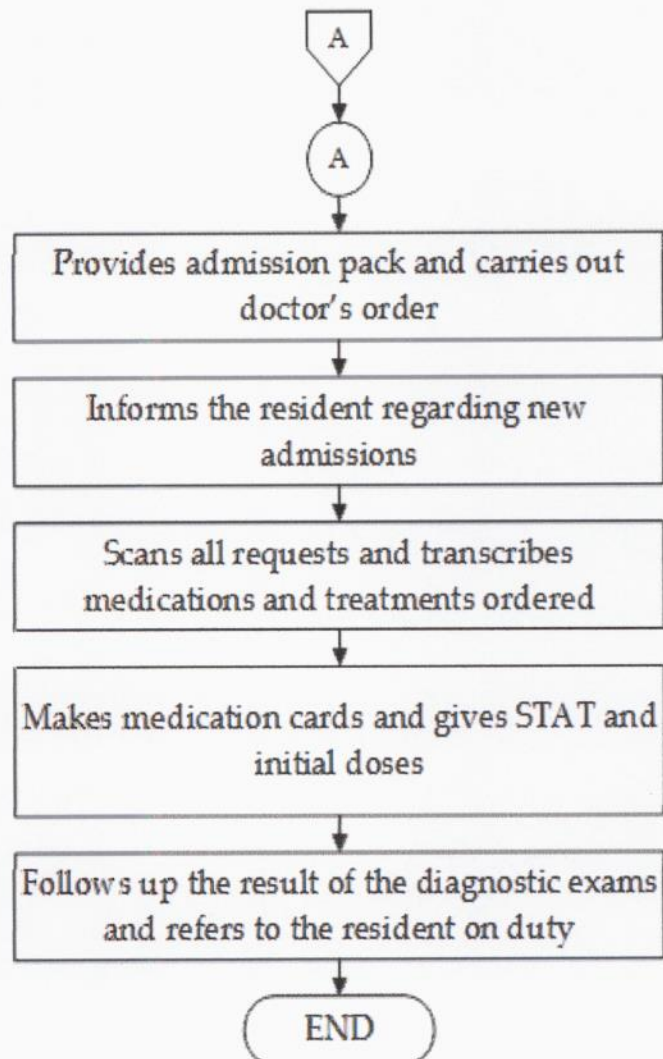 A
A
Provides admission pack and carries out
doctor's order
Informs the resident regarding new
admissions
Scans all requests and transcribes
medications and treatments ordered
Makes medication cards and gives STAT and
initial doses
Follows up the result of the diagnostic exams
and refers to the resident on duty
END